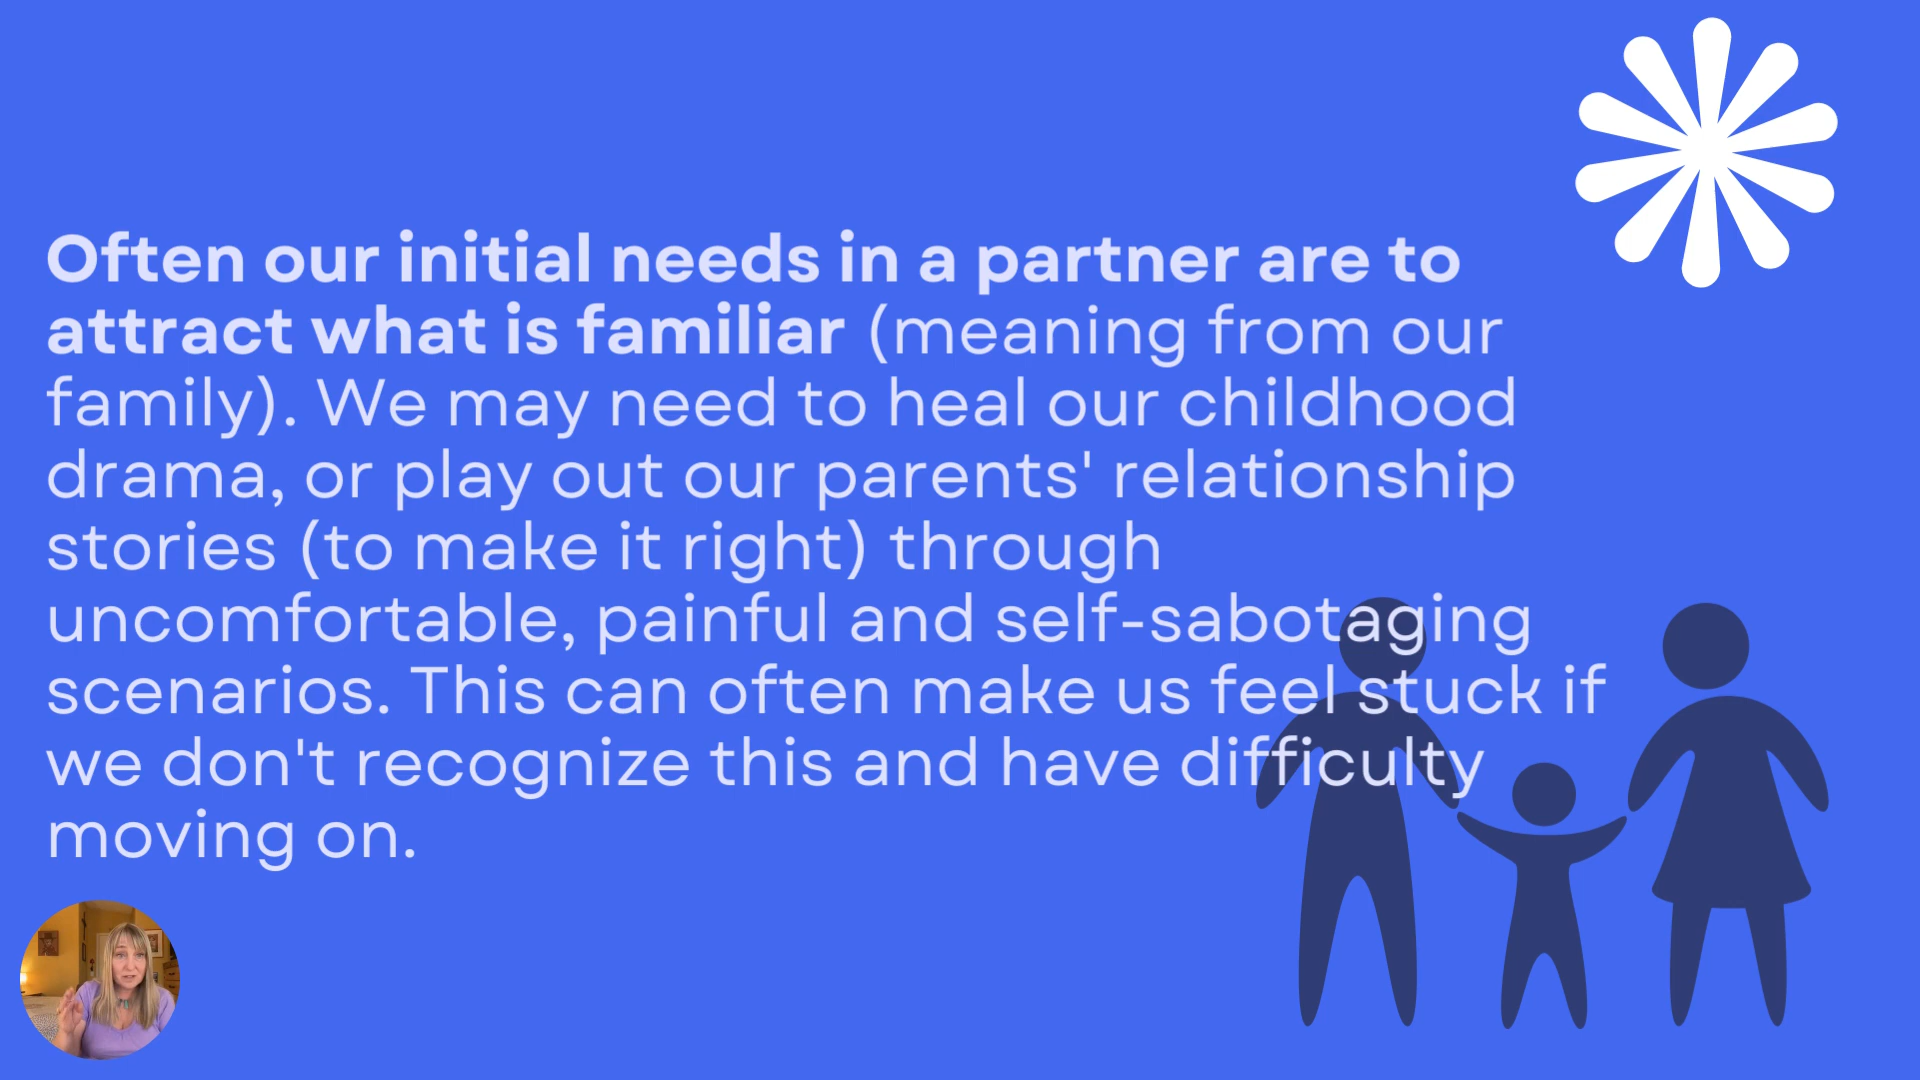 Often our initial needs in a partner are to
attract what is familiar (meaning from our
family). We may need to heal our childhood
drama, or play out our parents' relationship
stories (to make it right) through
uncomfortable, painful and self-sabotaging
scenarios. This can often make us feel stuck if
we don't recognize this and have difficulty
moving on.